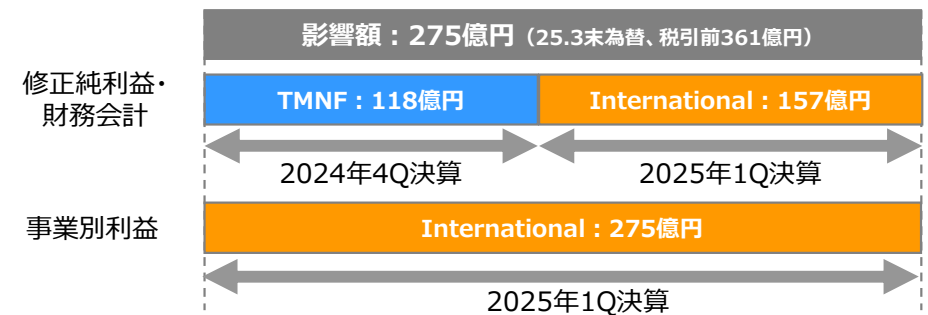 影響額：275億円（25.3末為替、税引前361億円）
修正純利益・
財務会計
TMNF：118億円
International：157億円
2024年4Q決算
2025年1Q決算
事業別利益
International：275億円
2025年1Q決算